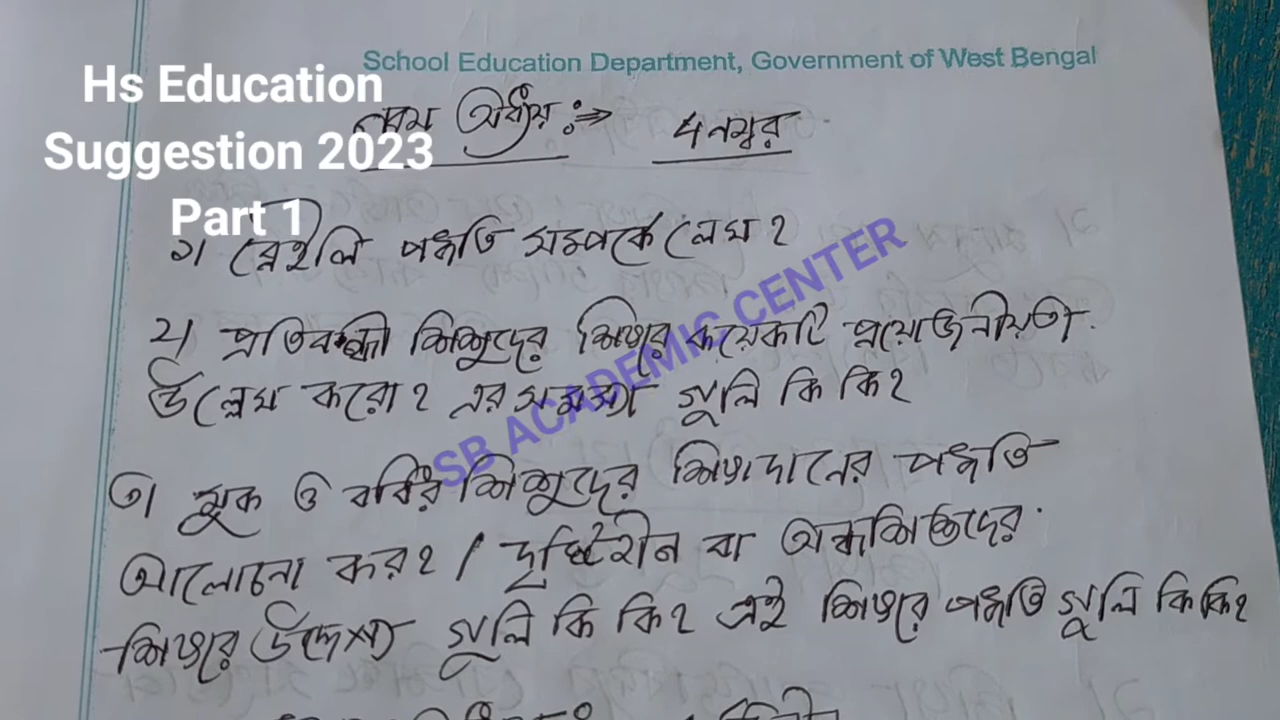 School Education Department, Government of West Bengal
Hs Education
Suggestion 2023
Part 1
অধ্যায় :⇒ 4 নম্বর
১) ব্রেইলি পদ্ধতি সম্পর্কে লেখ?
২) প্রতিবন্ধী শিশুদের শিক্ষার কয়েকটি প্রয়োজনীয়তা
উল্লেখ করো? এর সমস্যা গুলি কি কি?
৩) মুক ও বধির শিশুদের শিক্ষাদানের পদ্ধতি
আলোচনা কর? / দৃষ্টিহীন বা অন্ধ শিশুদের
শিক্ষার উদ্দেশ্য গুলি কি কি? এই শিক্ষার পদ্ধতি গুলি কি কি?
SB ACADEMIC CENTER